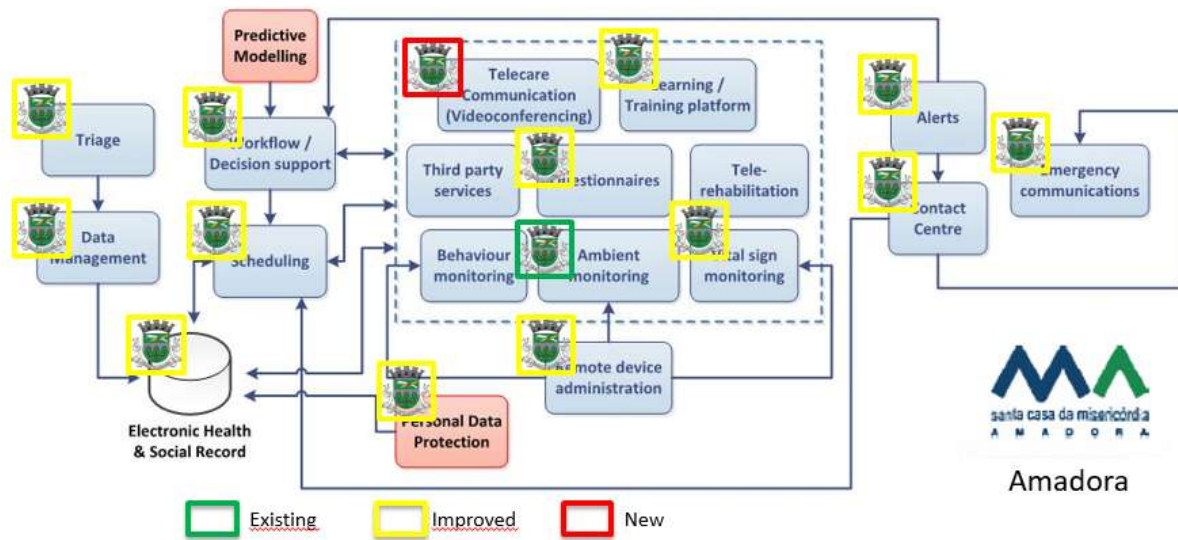 Predictive
Modelling
Telecare
Communication
(Videoconferencing)
Learning /
Training platform
Triage
Workflow /
Decision support
Alerts
Emergency
communications
Third party
services
Questionnaires
Tele-
rehabilitation
Data
Management
Scheduling
Contact
Centre
Behaviour
monitoring
Ambient
monitoring
Vital sign
monitoring
Remote device
administration
Personal Data
Protection
Electronic Health
& Social Record
santa casa da misericórdia
AMADORA
Amadora
Existing
Improved
New